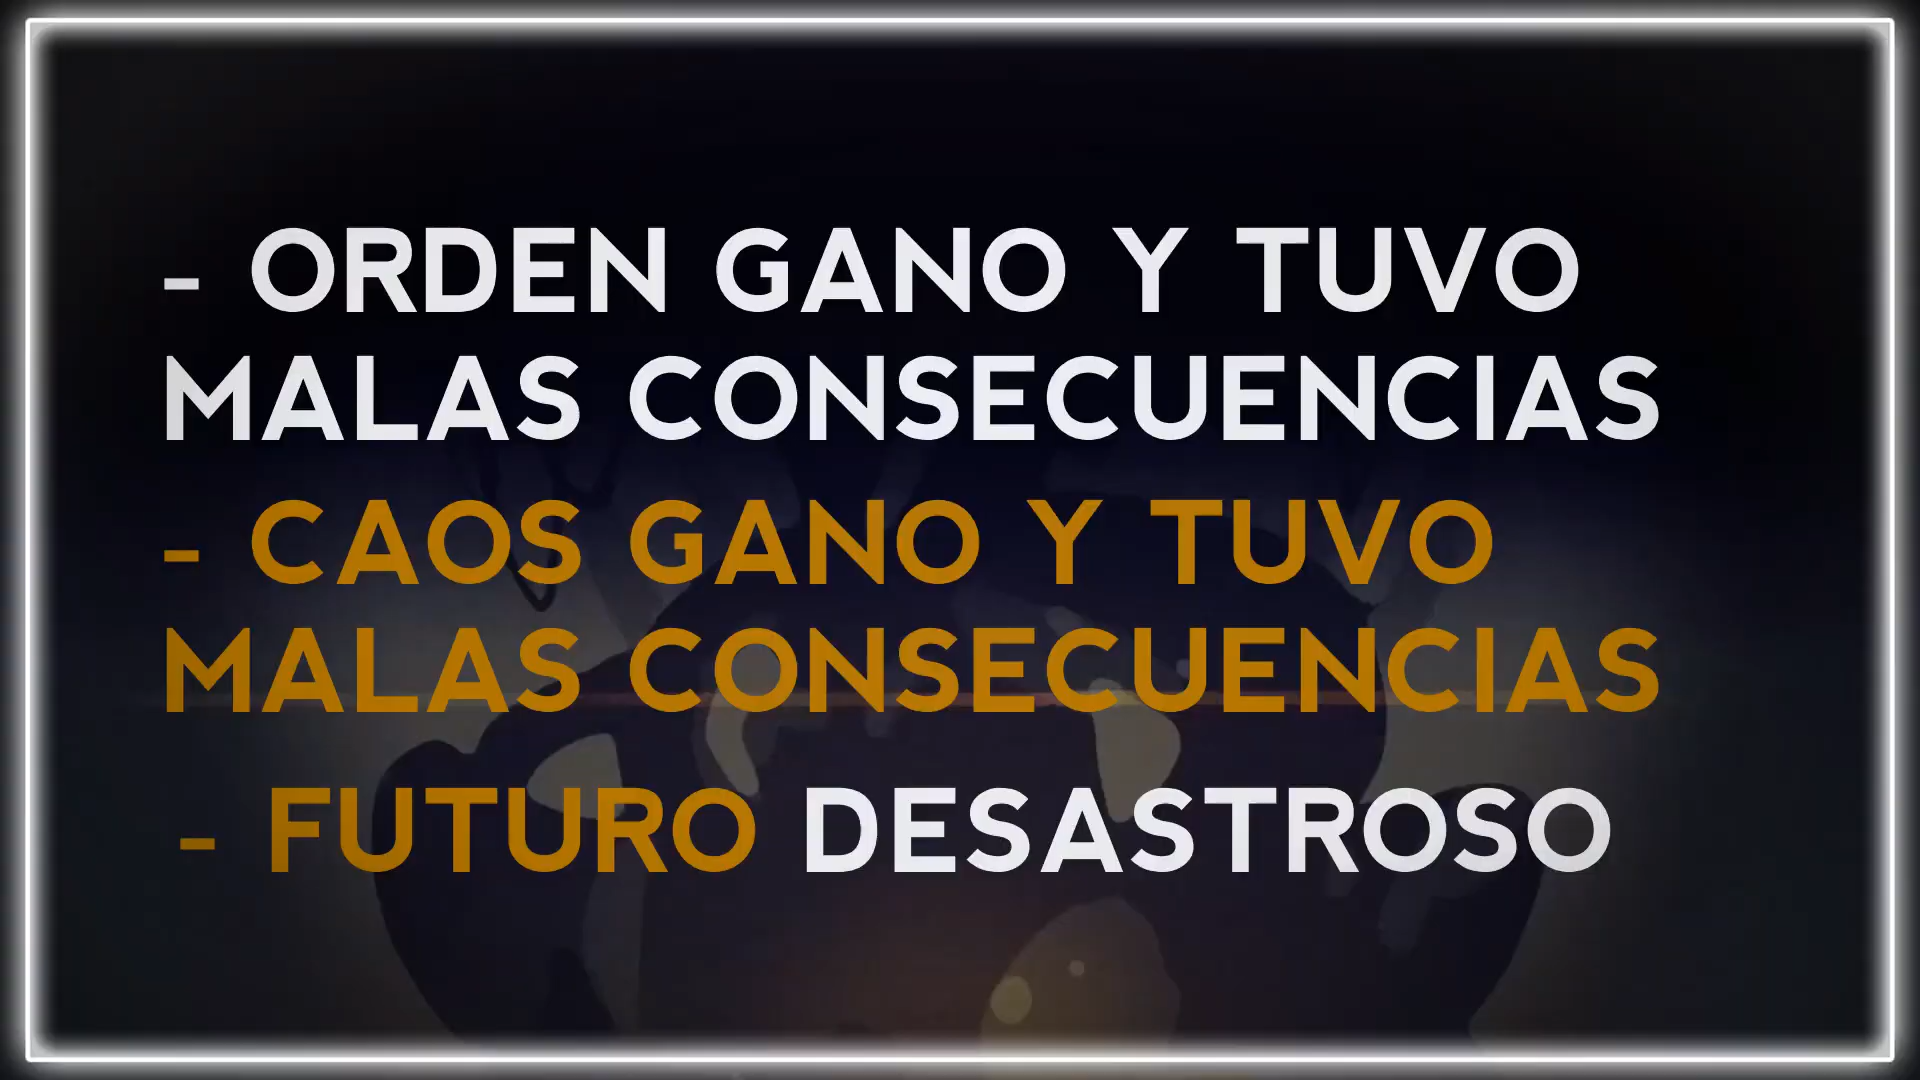 - ORDEN GANO Y TUVO
MALAS CONSECUENCIAS
- CAOS GANO Y TUVO
MALAS CONSECUENCIAS
- FUTURO DESASTROSO